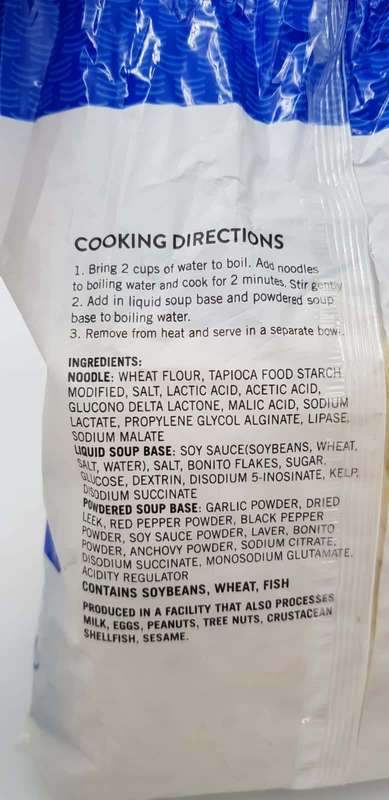 COOKING DIRECTIONS
1. Bring 2 cups of water to boil. Add noodles
to boiling water and cook for 2 minutes. Stir gently
2. Add in liquid soup base and powdered soup
base to boiling water.
3. Remove from heat and serve in a separate bowl.
INGREDIENTS:
NOODLE: WHEAT FLOUR, TAPIOCA FOOD STARCH
MODIFIED, SALT, LACTIC ACID, ACETIC ACID,
GLUCONO DELTA LACTONE, MALIC ACID, SODIUM
LACTATE, PROPYLENE GLYCOL ALGINATE, LIPASE,
SODIUM MALATE
LIQUID SOUP BASE: SOY SAUCE(SOYBEANS, WHEAT,
SALT, WATER), SALT, BONITO FLAKES, SUGAR,
GLUCOSE, DEXTRIN, DISODIUM 5-INOSINATE, KELP,
DISODIUM SUCCINATE
POWDERED SOUP BASE: GARLIC POWDER, DRIED
LEEK, RED PEPPER POWDER, BLACK PEPPER
POWDER, SOY SAUCE POWDER, LAVER, BONITO
POWDER, ANCHOVY POWDER, SODIUM CITRATE,
DISODIUM SUCCINATE, MONOSODIUM GLUTAMATE,
ACIDITY REGULATOR
CONTAINS SOYBEANS, WHEAT, FISH
PRODUCED IN A FACILITY THAT ALSO PROCESSES
MILK, EGGS, PEANUTS, TREE NUTS, CRUSTACEAN
SHELLFISH, SESAME.